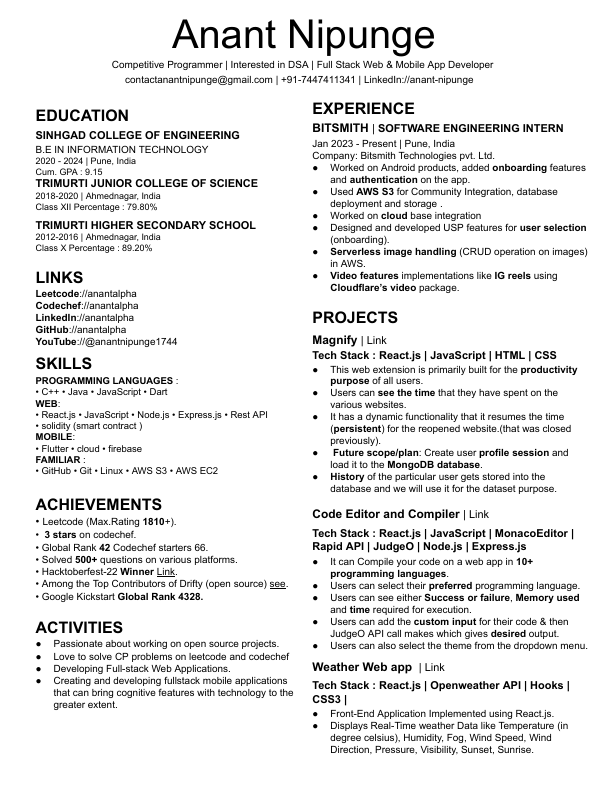 Anant Nipunge
Competitive Programmer | Interested in DSA | Full Stack Web & Mobile App Developer
contactanantnipunge@gmail.com | +91-7447411341 | LinkedIn://anant-nipunge
EDUCATION
SINHGAD COLLEGE OF ENGINEERING
B.E IN INFORMATION TECHNOLOGY
2020 - 2024 | Pune, India
Cum. GPA : 9.15
TRIMURTI JUNIOR COLLEGE OF SCIENCE
2018-2020 | Ahmednagar, India
Class XII Percentage : 79.80%
TRIMURTI HIGHER SECONDARY SCHOOL
2012-2016 | Ahmednagar, India
Class X Percentage : 89.20%
LINKS
Leetcode://anantalpha
Codechef://anantalpha
LinkedIn://anantalpha
GitHub://anantalpha
YouTube://@anantnipunge1744
SKILLS
PROGRAMMING LANGUAGES :
• C++ • Java • JavaScript • Dart
WEB:
• React.js • JavaScript • Node.js • Express.js • Rest API
• solidity (smart contract )
MOBILE:
• Flutter • cloud • firebase
FAMILIAR :
• GitHub • Git • Linux • AWS S3 • AWS EC2
ACHIEVEMENTS
• Leetcode (Max.Rating 1810+).
• 3 stars on codechef.
• Global Rank 42 Codechef starters 66.
• Solved 500+ questions on various platforms.
• Hacktoberfest-22 Winner Link.
• Among the Top Contributors of Drifty (open source) see.
• Google Kickstart Global Rank 4328.
ACTIVITIES
● Passionate about working on open source projects.
● Love to solve CP problems on leetcode and codechef
● Developing Full-stack Web Applications.
● Creating and developing fullstack mobile applications
that can bring cognitive features with technology to the
greater extent.
EXPERIENCE
BITSMITH | SOFTWARE ENGINEERING INTERN
Jan 2023 - Present | Pune, India
Company: Bitsmith Technologies pvt. Ltd.
● Worked on Android products, added onboarding features
and authentication on the app.
● Used AWS S3 for Community Integration, database
deployment and storage .
● Worked on cloud base integration
● Designed and developed USP features for user selection
(onboarding).
● Serverless image handling (CRUD operation on images)
in AWS.
● Video features implementations like IG reels using
Cloudflare's video package.
PROJECTS
Magnify | Link
Tech Stack : React.js | JavaScript | HTML | CSS
● This web extension is primarily built for the productivity
purpose of all users.
● Users can see the time that they have spent on the
various websites.
● It has a dynamic functionality that it resumes the time
(persistent) for the reopened website.(that was closed
previously).
● Future scope/plan: Create user profile session and
load it to the MongoDB database.
● History of the particular user gets stored into the
database and we will use it for the dataset purpose.
Code Editor and Compiler | Link
Tech Stack : React.js | JavaScript | MonacoEditor |
Rapid API | JudgeO | Node.js | Express.js
● It can Compile your code on a web app in 10+
programming languages.
● Users can select their preferred programming language.
● Users can see either Success or failure, Memory used
and time required for execution.
● Users can add the custom input for their code & then
JudgeO API call makes which gives desired output.
● Users can also select the theme from the dropdown menu.
Weather Web app | Link
Tech Stack : React.js | Openweather API | Hooks |
CSS3 |
● Front-End Application Implemented using React.js.
● Displays Real-Time weather Data like Temperature (in
degree celsius), Humidity, Fog, Wind Speed, Wind
Direction, Pressure, Visibility, Sunset, Sunrise.